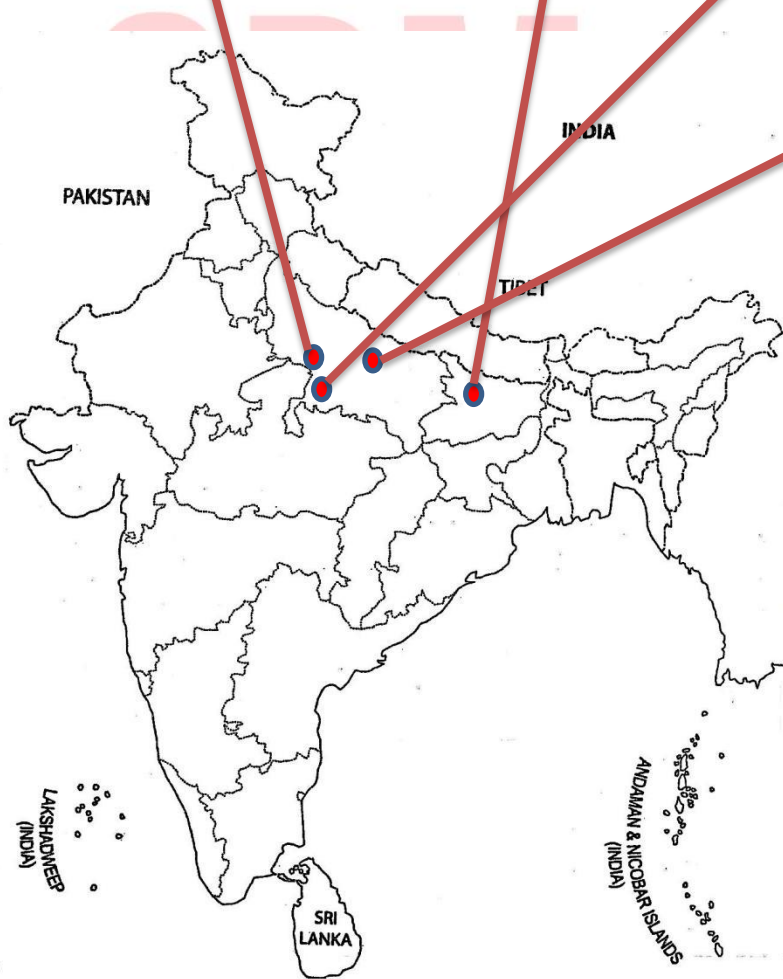 INDIA
PAKISTAN
TIBET
LAKSHADWEEP
(INDIA)
ANDAMAN & NICOBAR ISLANDS
(INDIA)
SRI
LANKA